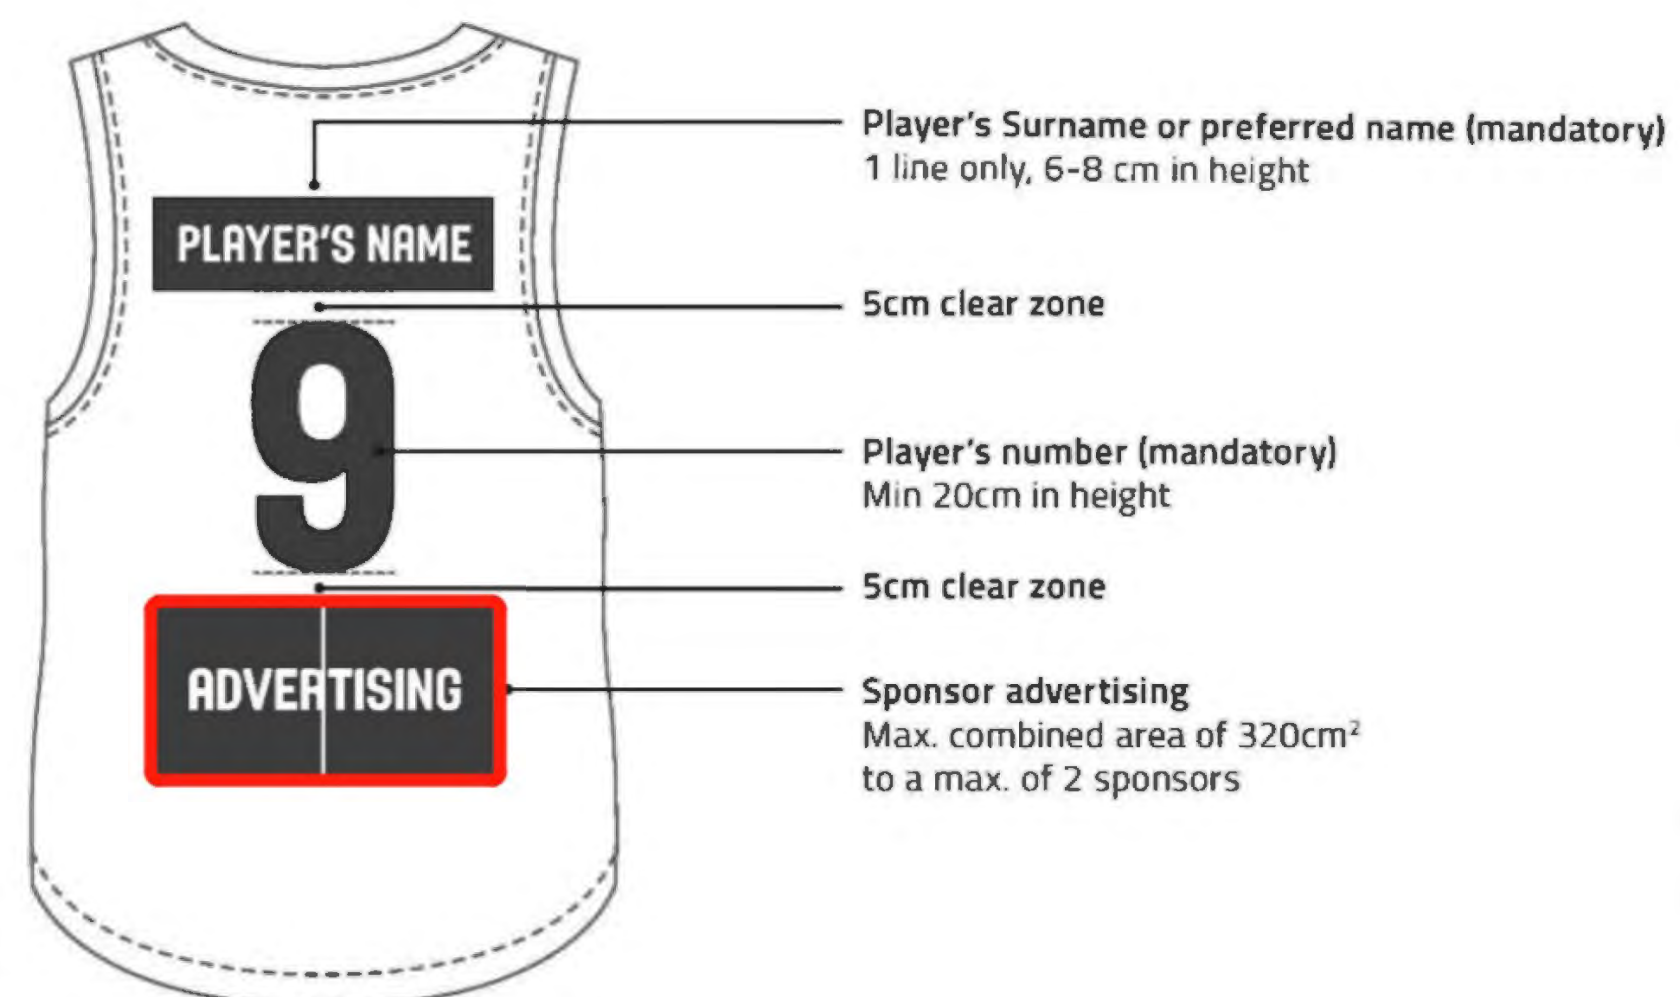 Player's Surname or preferred name (mandatory)
1 line only, 6-8 cm in height
PLAYER'S NAME
5cm clear zone
9
Player's number (mandatory)
Min 20cm in height
5cm clear zone
ADVERTISING
Sponsor advertising
Max. combined area of 320cm²
to a max. of 2 sponsors